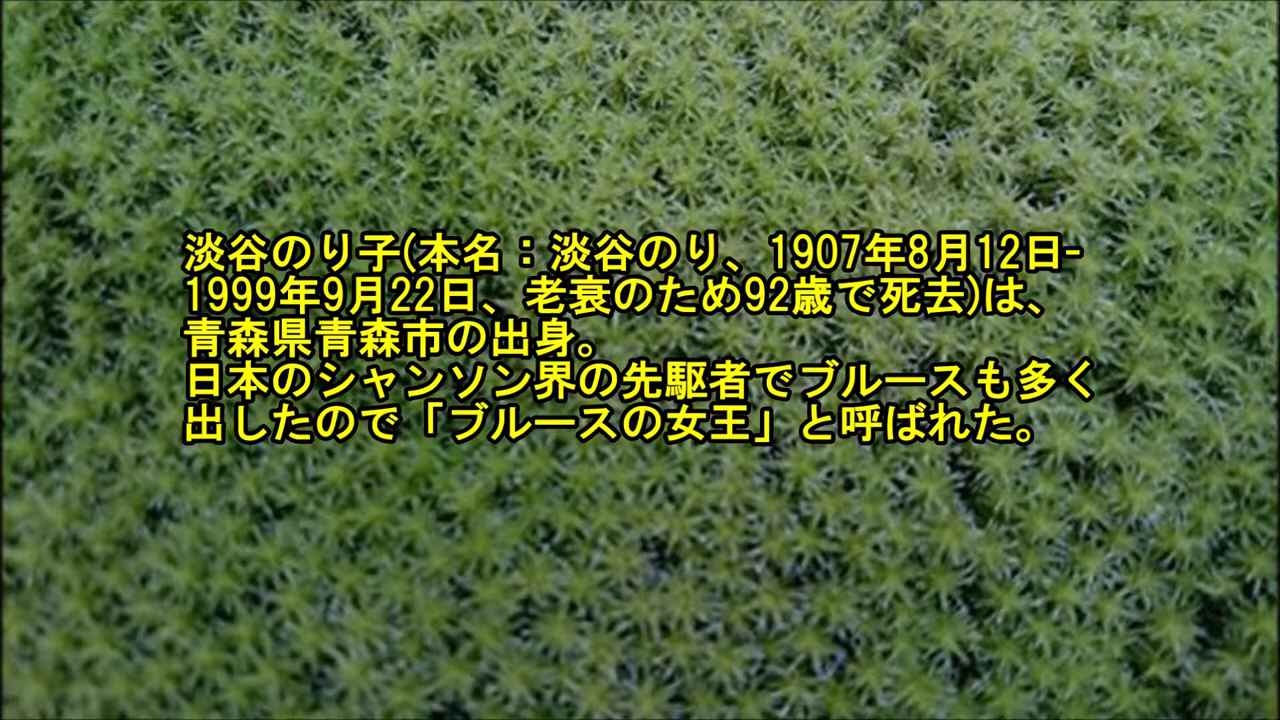 淡谷のり子(本名：淡谷のり、1907年8月12日-
1999年9月22日、老衰のため92歳で死去)は、
青森県青森市の出身。
日本のシャンソン界の先駆者でブルースも多く
出したので「ブルースの女王」と呼ばれた。